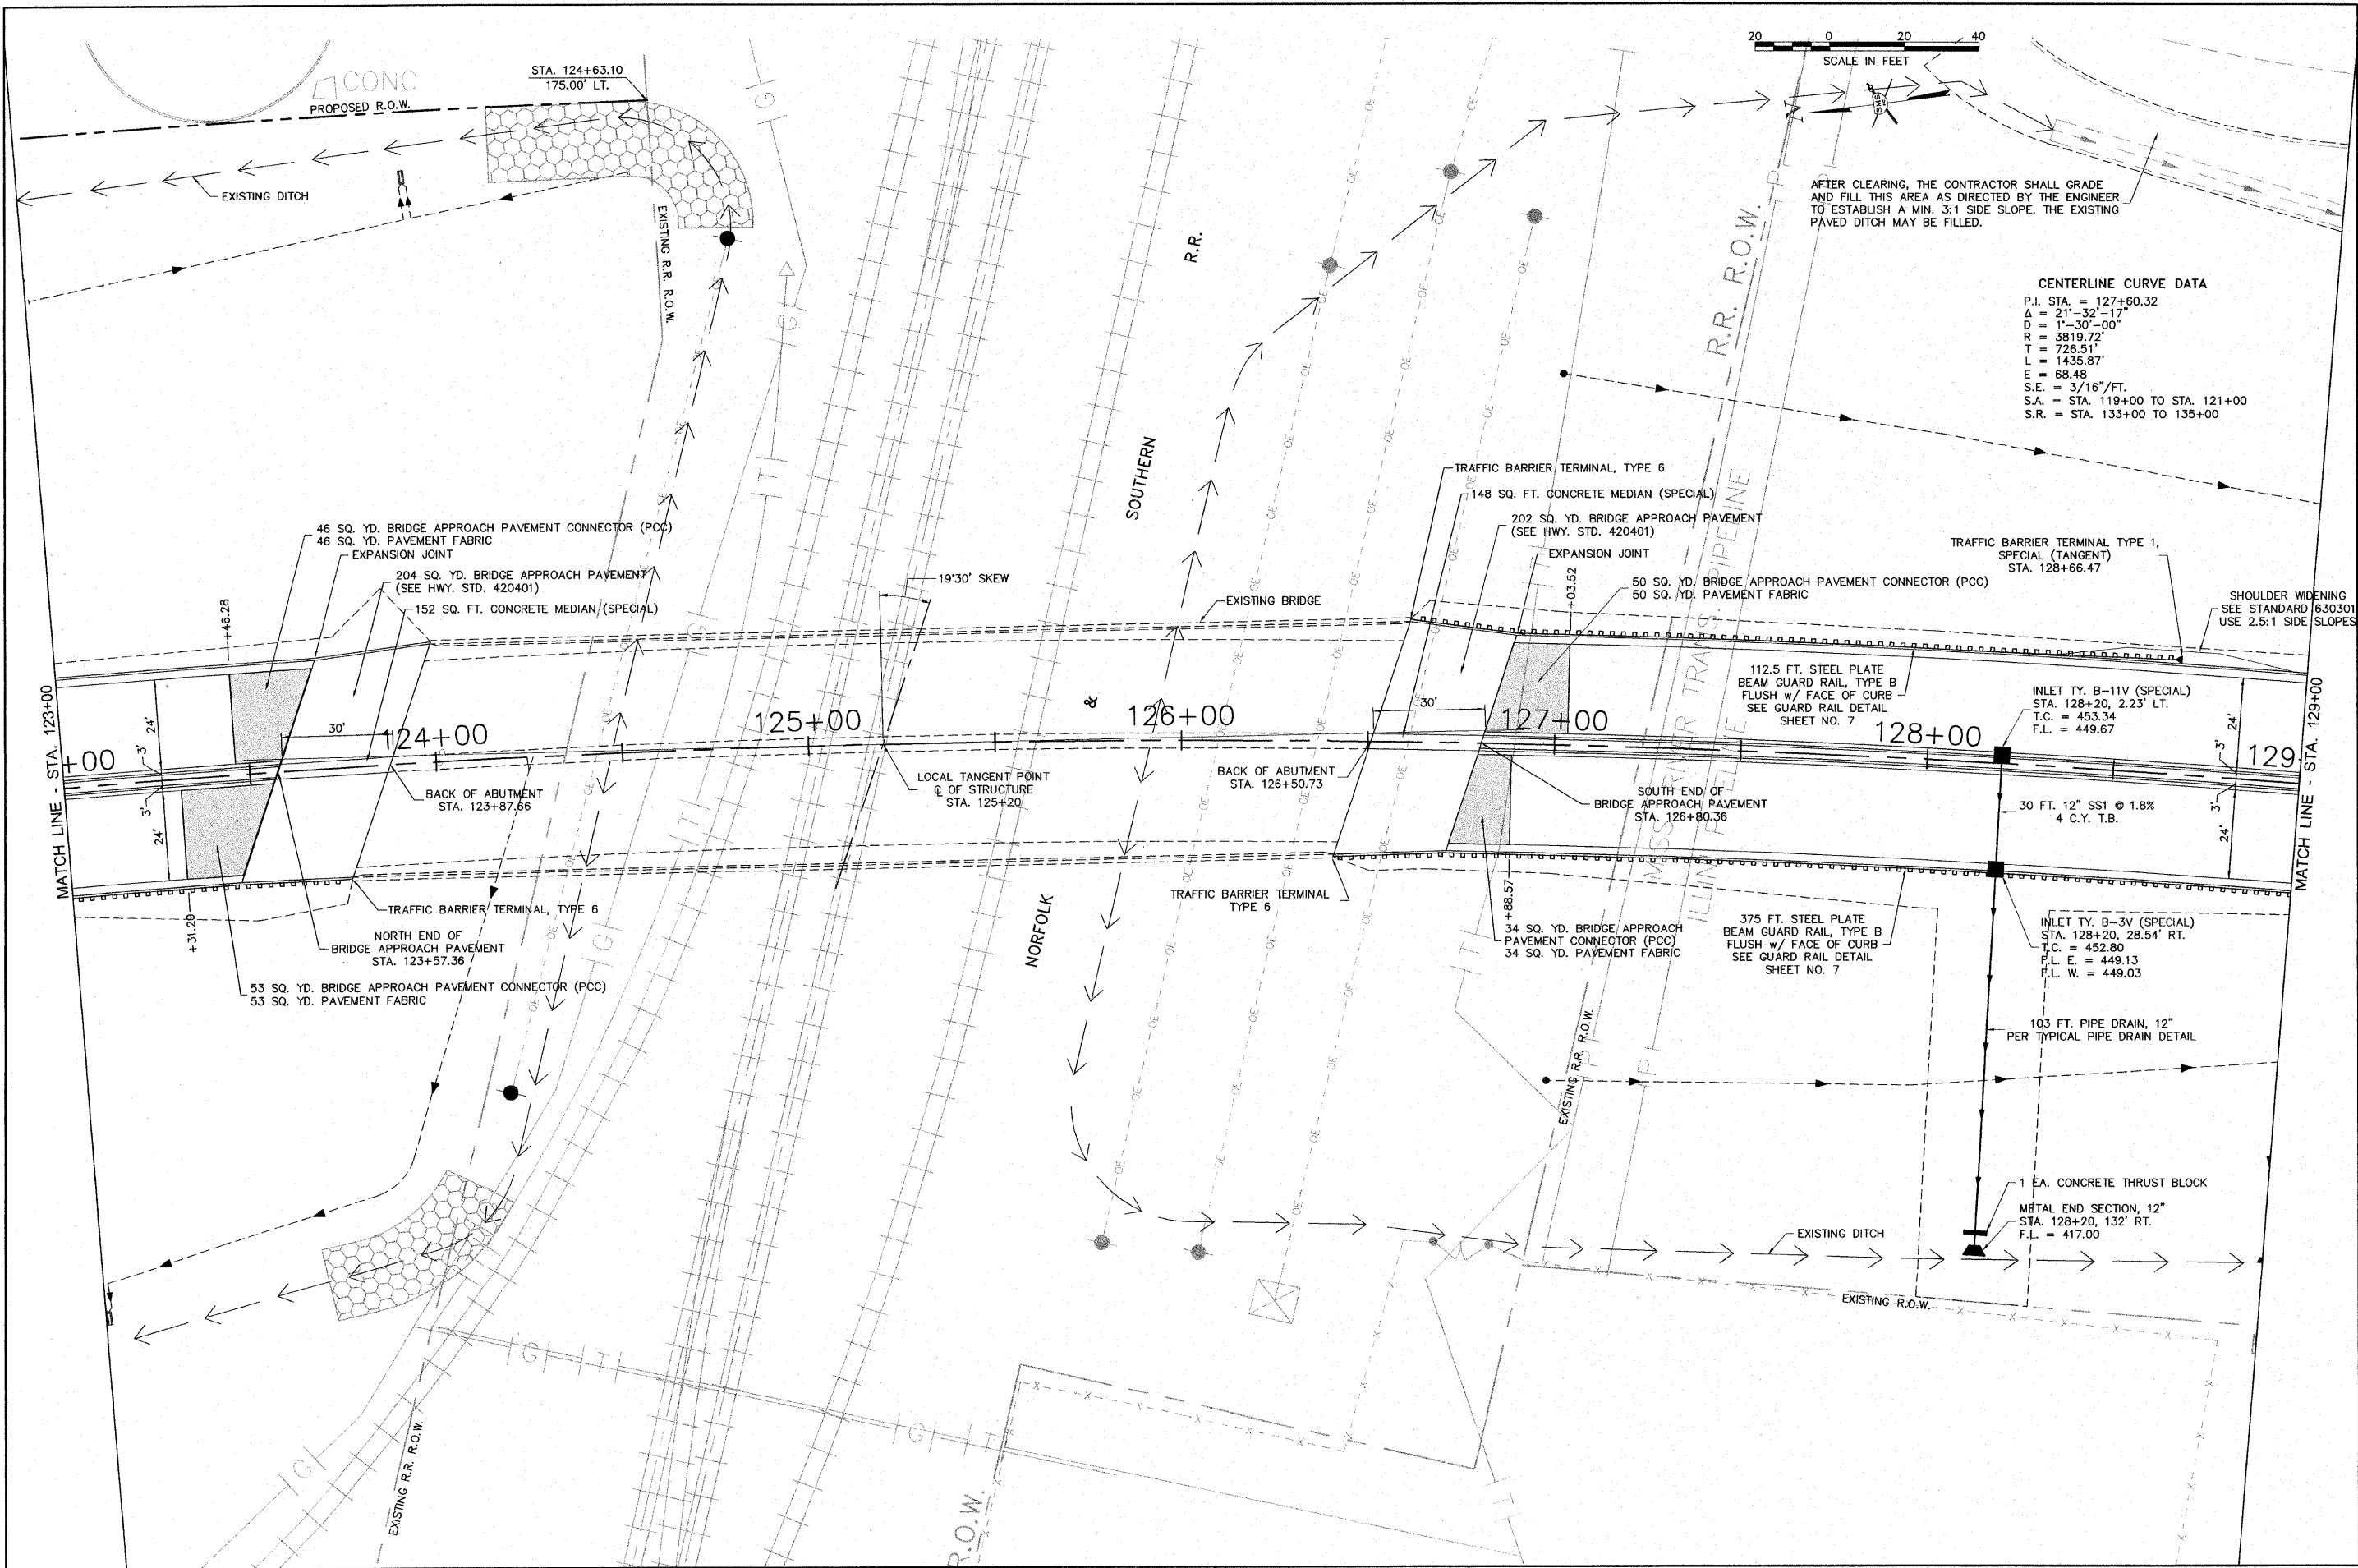 20 0 20 40
SCALE IN FEET
CONC
PROPOSED R.O.W.
STA. 124+63.10
175.00' LT.
EXISTING DITCH
EXISTING R.R. R.O.W.
R.R.
SOUTHERN
&
NORFOLK
R.R. R.O.W.
SMS
AFTER CLEARING, THE CONTRACTOR SHALL GRADE
AND FILL THIS AREA AS DIRECTED BY THE ENGINEER
TO ESTABLISH A MIN. 3:1 SIDE SLOPE. THE EXISTING
PAVED DITCH MAY BE FILLED.
CENTERLINE CURVE DATA
P.I. STA. = 127+60.32
Δ = 21°-32'-17"
D = 1°-30'-00"
R = 3819.72'
T = 726.51'
L = 1435.87'
E = 68.48
S.E. = 3/16"/FT.
S.A. = STA. 119+00 TO STA. 121+00
S.R. = STA. 133+00 TO 135+00
46 SQ. YD. BRIDGE APPROACH PAVEMENT CONNECTOR (PCC)
46 SQ. YD. PAVEMENT FABRIC
EXPANSION JOINT
204 SQ. YD. BRIDGE APPROACH PAVEMENT
(SEE HWY. STD. 420401)
152 SQ. FT. CONCRETE MEDIAN (SPECIAL)
+46.28
19°30' SKEW
EXISTING BRIDGE
TRAFFIC BARRIER TERMINAL, TYPE 6
148 SQ. FT. CONCRETE MEDIAN (SPECIAL)
202 SQ. YD. BRIDGE APPROACH PAVEMENT
(SEE HWY. STD. 420401)
EXPANSION JOINT
+03.52
50 SQ. YD. BRIDGE APPROACH PAVEMENT CONNECTOR (PCC)
50 SQ. YD. PAVEMENT FABRIC
TRAFFIC BARRIER TERMINAL TYPE 1,
SPECIAL (TANGENT)
STA. 128+66.47
SHOULDER WIDENING
SEE STANDARD 630301
USE 2.5:1 SIDE SLOPES
112.5 FT. STEEL PLATE
BEAM GUARD RAIL, TYPE B
FLUSH w/ FACE OF CURB
SEE GUARD RAIL DETAIL
SHEET NO. 7
INLET TY. B-11V (SPECIAL)
STA. 128+20, 2.23' LT.
T.C. = 453.34
F.L. = 449.67
MATCH LINE - STA. 123+00
24'
3'
3'
24'
30'
+00
124+00
125+00
126+00
30'
127+00
128+00
129
24'
3'
3'
24'
MATCH LINE - STA. 129+00
BACK OF ABUTMENT
STA. 123+87.66
LOCAL TANGENT POINT
℄ OF STRUCTURE
STA. 125+20
BACK OF ABUTMENT
STA. 126+50.73
SOUTH END OF
BRIDGE APPROACH PAVEMENT
STA. 126+80.36
30 FT. 12" SS1 @ 1.8%
4 C.Y. T.B.
+31.29
TRAFFIC BARRIER TERMINAL, TYPE 6
NORTH END OF
BRIDGE APPROACH PAVEMENT
STA. 123+57.36
53 SQ. YD. BRIDGE APPROACH PAVEMENT CONNECTOR (PCC)
53 SQ. YD. PAVEMENT FABRIC
TRAFFIC BARRIER TERMINAL
TYPE 6
+88.57
34 SQ. YD. BRIDGE APPROACH
PAVEMENT CONNECTOR (PCC)
34 SQ. YD. PAVEMENT FABRIC
375 FT. STEEL PLATE
BEAM GUARD RAIL, TYPE B
FLUSH w/ FACE OF CURB
SEE GUARD RAIL DETAIL
SHEET NO. 7
INLET TY. B-3V (SPECIAL)
STA. 128+20, 28.54' RT.
T.C. = 452.80
F.L. E. = 449.13
F.L. W. = 449.03
103 FT. PIPE DRAIN, 12"
PER TYPICAL PIPE DRAIN DETAIL
EXISTING R.R. R.O.W.
1 EA. CONCRETE THRUST BLOCK
METAL END SECTION, 12"
STA. 128+20, 132' RT.
F.L. = 417.00
EXISTING DITCH
EXISTING R.O.W.
EXISTING R.R. R.O.W.
R.O.W.